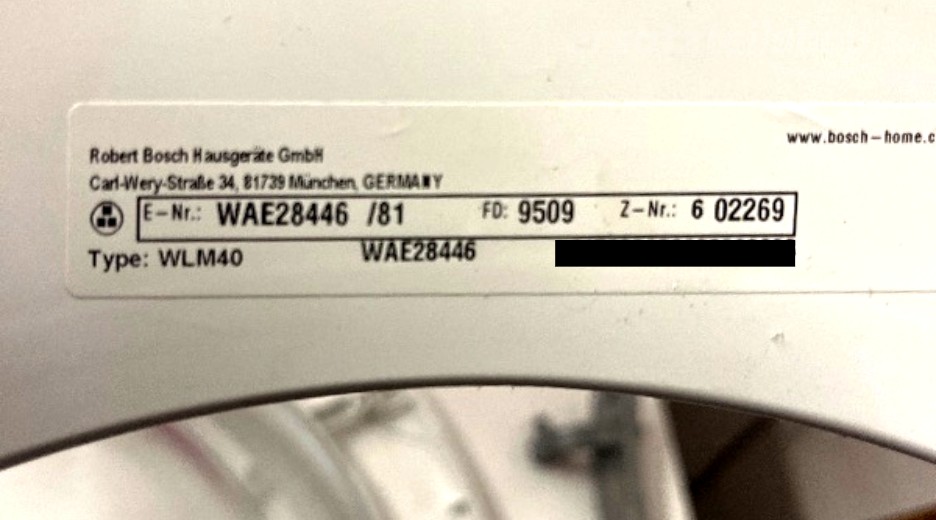 www.bosch-home.c
Robert Bosch Hausgeräte GmbH
Carl-Wery-Straße 34, 81739 München, GERMANY
E-Nr.: WAE28446 /81 FD: 9509 Z-Nr.: 6 02269
Type: WLM40 WAE28446